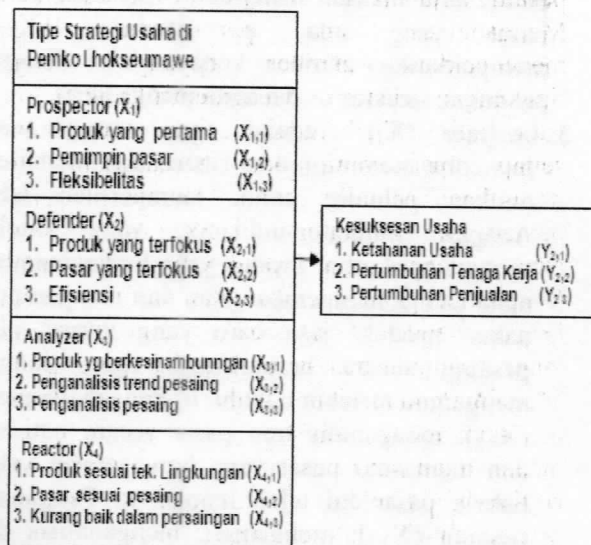 Tipe Strategi Usaha di
Pemko Lhokseumawe
Prospector (X₁)
1. Produk yang pertama (X₁,₁)
2. Pemimpin pasar (X₁,₂)
3. Fleksibelitas (X₁,₃)
Defender (X₂)
1. Produk yang terfokus (X₂,₁)
2. Pasar yang terfokus (X₂,₂)
3. Efisiensi (X₂,₃)
Analyzer (X₃)
1. Produk yg berkesinambunngan (X₃,₁)
2. Penganalisis trend pesaing (X₃,₂)
3. Penganalisis pesaing (X₃,₃)
Reactor (X₄)
1. Produk sesuai tek. Lingkungan (X₄,₁)
2. Pasar sesuai pesaing (X₄,₂)
3. Kurang baik dalam persaingan (X₄,₃)
Kesuksesan Usaha
1. Ketahanan Usaha (Y₂,₁)
2. Pertumbuhan Tenaga Kerja (Y₂,₂)
3. Pertumbuhan Penjualan